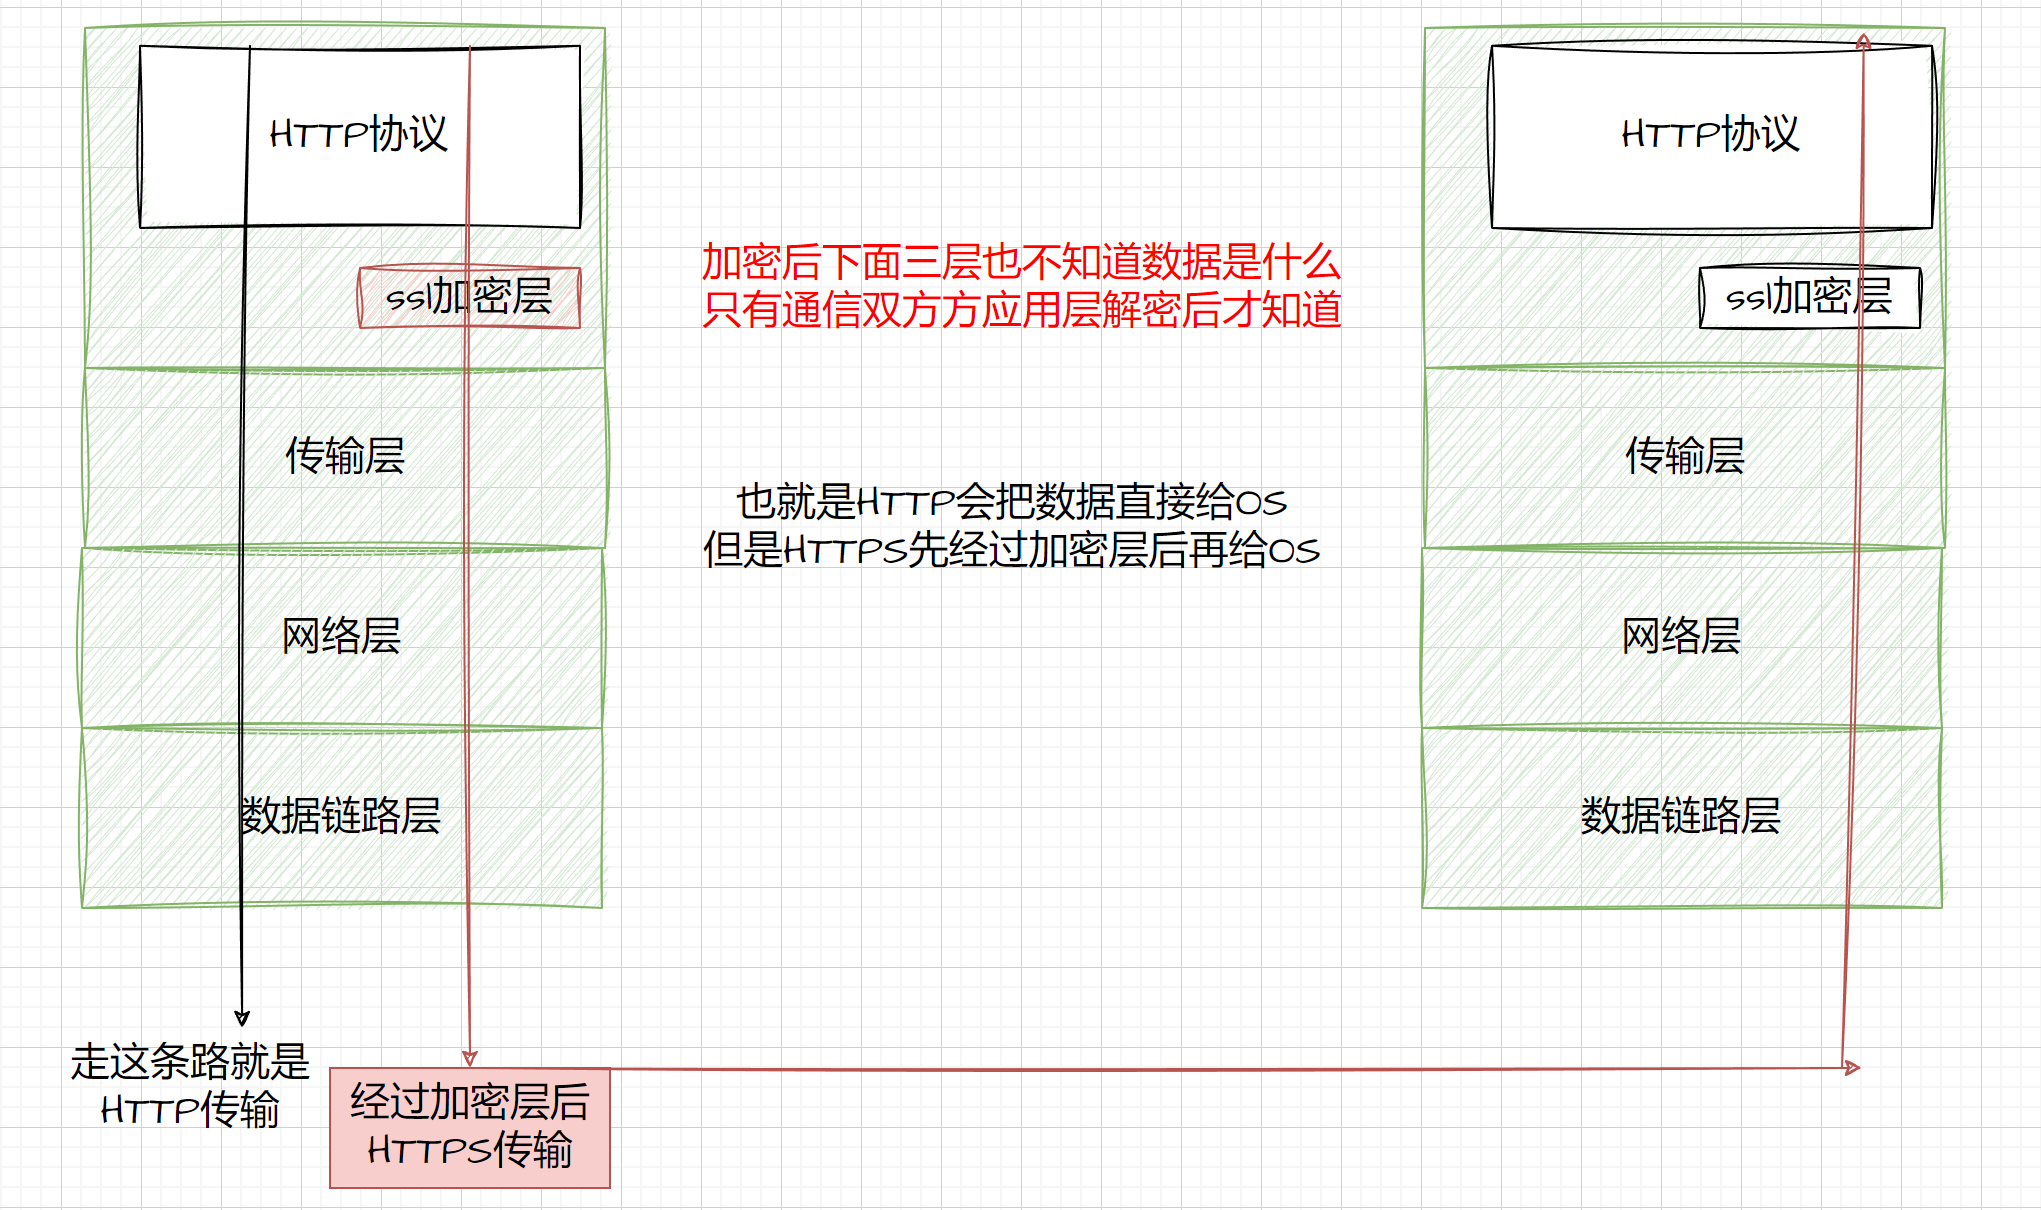 HTTP协议
ssl加密层
传输层
网络层
数据链路层
走这条路就是
HTTP传输
经过加密层后
HTTPS传输
加密后下面三层也不知道数据是什么
只有通信双方方应用层解密后才知道
也就是HTTP会把数据直接给OS
但是HTTPS先经过加密层后再给OS
HTTP协议
ssl加密层
传输层
网络层
数据链路层